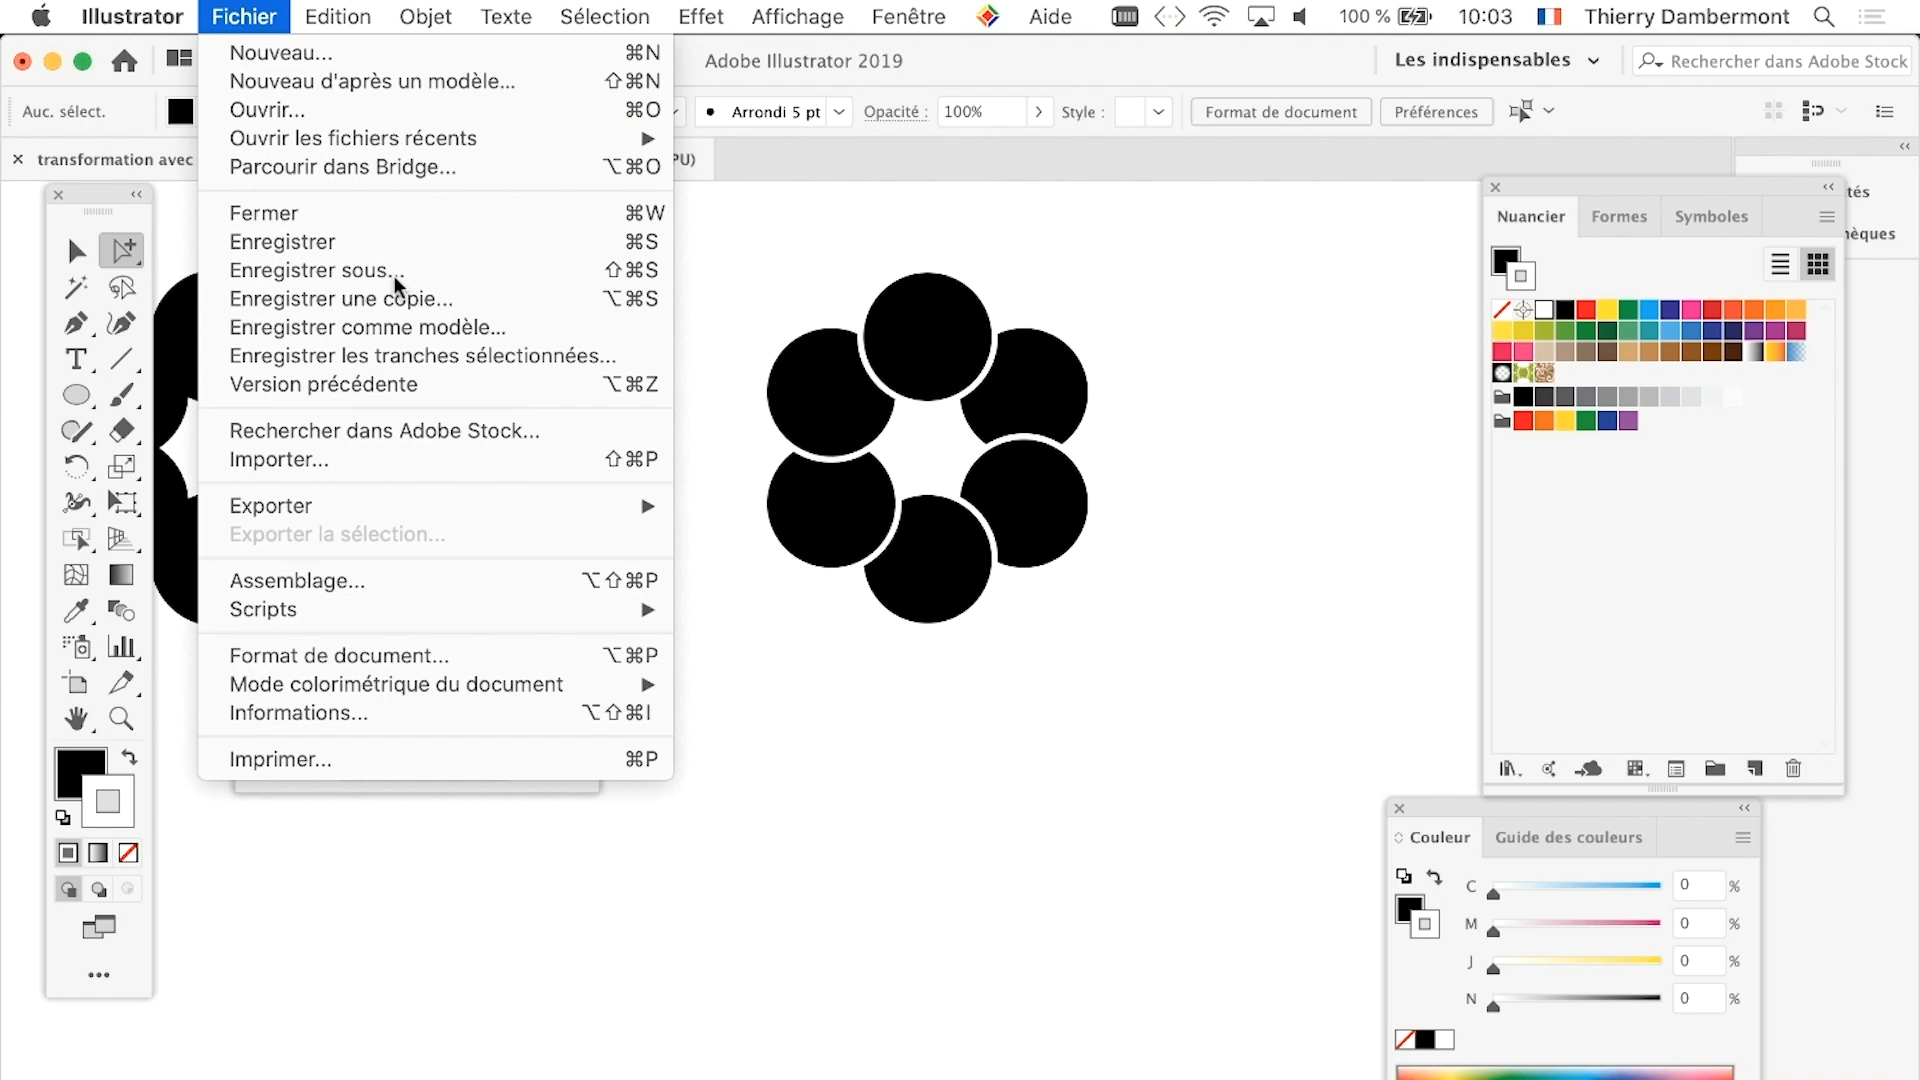 Illustrator Fichier Edition Objet Texte Sélection Effet Affichage Fenêtre Aide 100 % 10:03 Thierry Dambermont
Adobe Illustrator 2019 Les indispensables Rechercher dans Adobe Stock
Auc. sélect. Arrondi 5 pt Opacité : 100% Style : Format de document Préférences
transformation avec PU)
Nouveau... ⌘N
Nouveau d'après un modèle... ⇧⌘N
Ouvrir... ⌘O
Ouvrir les fichiers récents
Parcourir dans Bridge... ⌥⌘O
Fermer ⌘W
Enregistrer ⌘S
Enregistrer sous... ⇧⌘S
Enregistrer une copie... ⌥⌘S
Enregistrer comme modèle...
Enregistrer les tranches sélectionnées...
Version précédente ⌥⌘Z
Rechercher dans Adobe Stock...
Importer... ⇧⌘P
Exporter
Exporter la sélection...
Assemblage... ⌥⇧⌘P
Scripts
Format de document... ⌥⌘P
Mode colorimétrique du document
Informations... ⌥⇧⌘I
Imprimer... ⌘P
tés
hèques
Nuancier Formes Symboles
Couleur Guide des couleurs
C 0 %
M 0 %
J 0 %
N 0 %